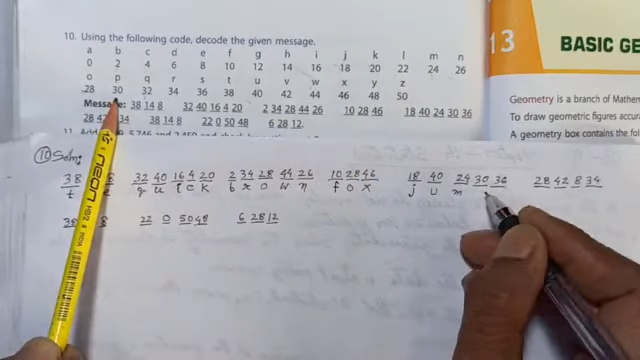 10. Using the following code, decode the given message.
a b c d e f g h i j k l m n
0 2 4 6 8 10 12 14 16 18 20 22 24 26
o p q r s t u v w x y z
28 30 32 34 36 38 40 42 44 46 48 50
Message: 38 14 8 32 40 16 4 20 2 34 28 44 26 10 28 46 18 40 24 30 36
28 34 38 14 8 22 0 50 48 6 28 12.
13
BASIC GE
Geometry is a
To draw geometric figures accura
A geometry box contains the fo
10 Soln:
38 32 40 16 4 20 2 34 28 44 26 10 28 46 18 40 24 30 36 28 42 8 34
t q u i c k b r o w n f o x j u m
38 8 22 0 50 48 6 28 12
neon
HB2